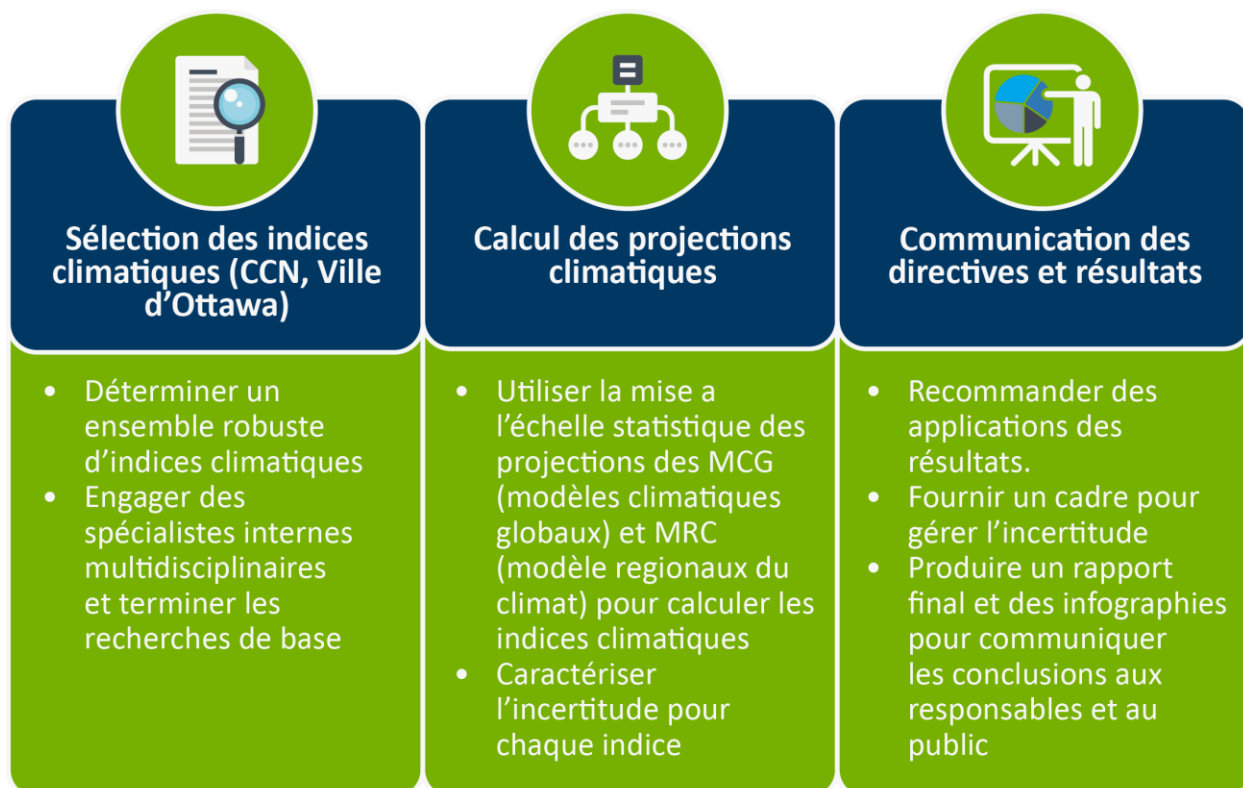 Sélection des indices
climatiques (CCN, Ville
d’Ottawa)
• Déterminer un
ensemble robuste
d’indices climatiques
• Engager des
spécialistes internes
multidisciplinaires
et terminer les
recherches de base
Calcul des projections
climatiques
• Utiliser la mise a
l’échelle statistique des
projections des MCG
(modèles climatiques
globaux) et MRC
(modèle regionaux du
climat) pour calculer les
indices climatiques
• Caractériser
l’incertitude pour
chaque indice
Communication des
directives et résultats
• Recommander des
applications des
résultats.
• Fournir un cadre pour
gérer l’incertitude
• Produire un rapport
final et des infographies
pour communiquer
les conclusions aux
responsables et au
public